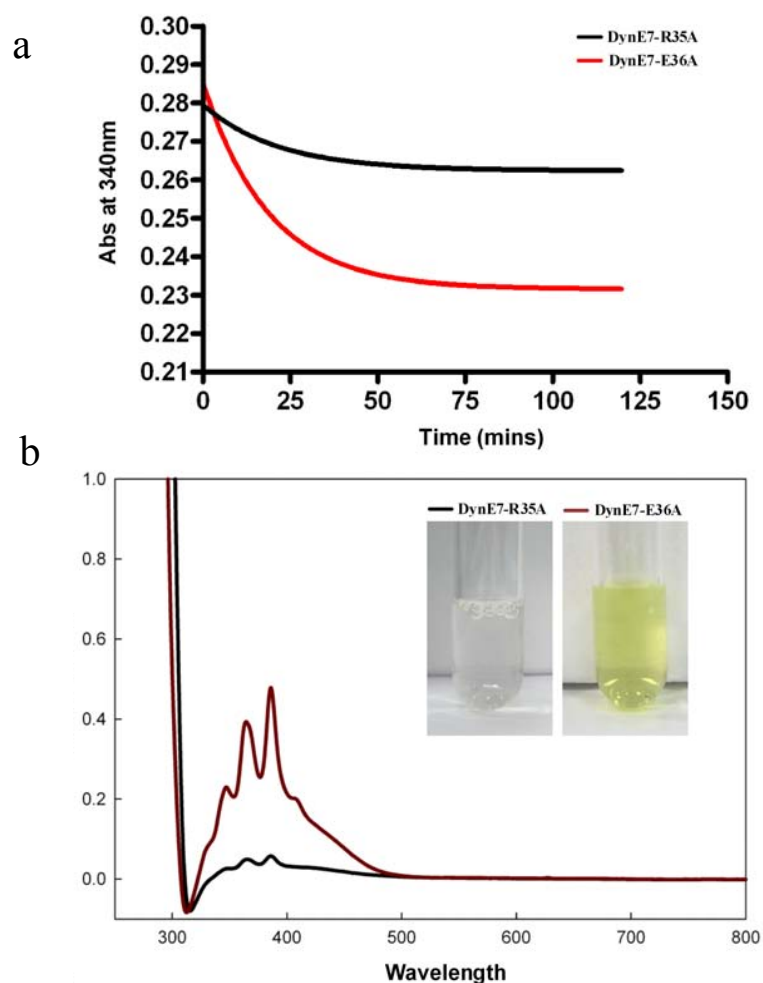 a
0.30
0.29
0.28
0.27
0.26
0.25
0.24
0.23
0.22
0.21
Abs at 340nm
DynE7-R35A
DynE7-E36A
0 25 50 75 100 125 150
Time (mins)
b
1.0
0.8
0.6
0.4
0.2
0.0
DynE7-R35A DynE7-E36A
300 400 500 600 700 800
Wavelength